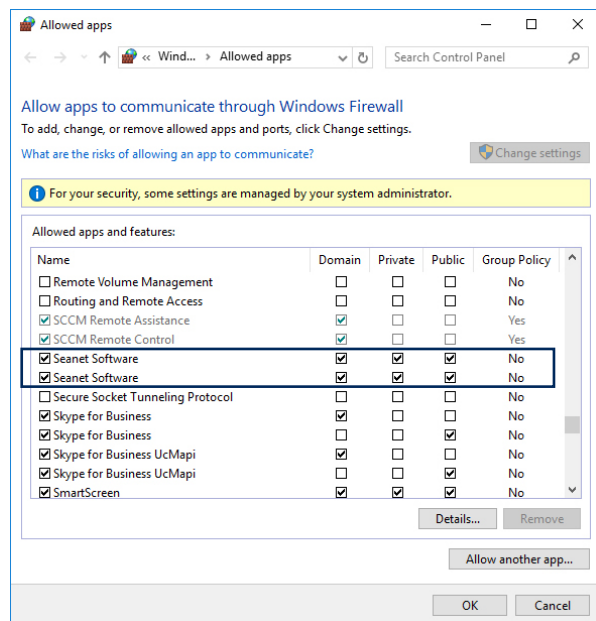 Allowed apps
« Wind... › Allowed apps
Search Control Panel
Allow apps to communicate through Windows Firewall
To add, change, or remove allowed apps and ports, click Change settings.
What are the risks of allowing an app to communicate?
Change settings
For your security, some settings are managed by your system administrator.
Allowed apps and features:
Name Domain Private Public Group Policy
Remote Volume Management No
Routing and Remote Access No
SCCM Remote Assistance Yes
SCCM Remote Control Yes
Seanet Software No
Seanet Software No
Secure Socket Tunneling Protocol No
Skype for Business No
Skype for Business No
Skype for Business UcMapi No
Skype for Business UcMapi No
SmartScreen No
Details... Remove
Allow another app...
OK Cancel